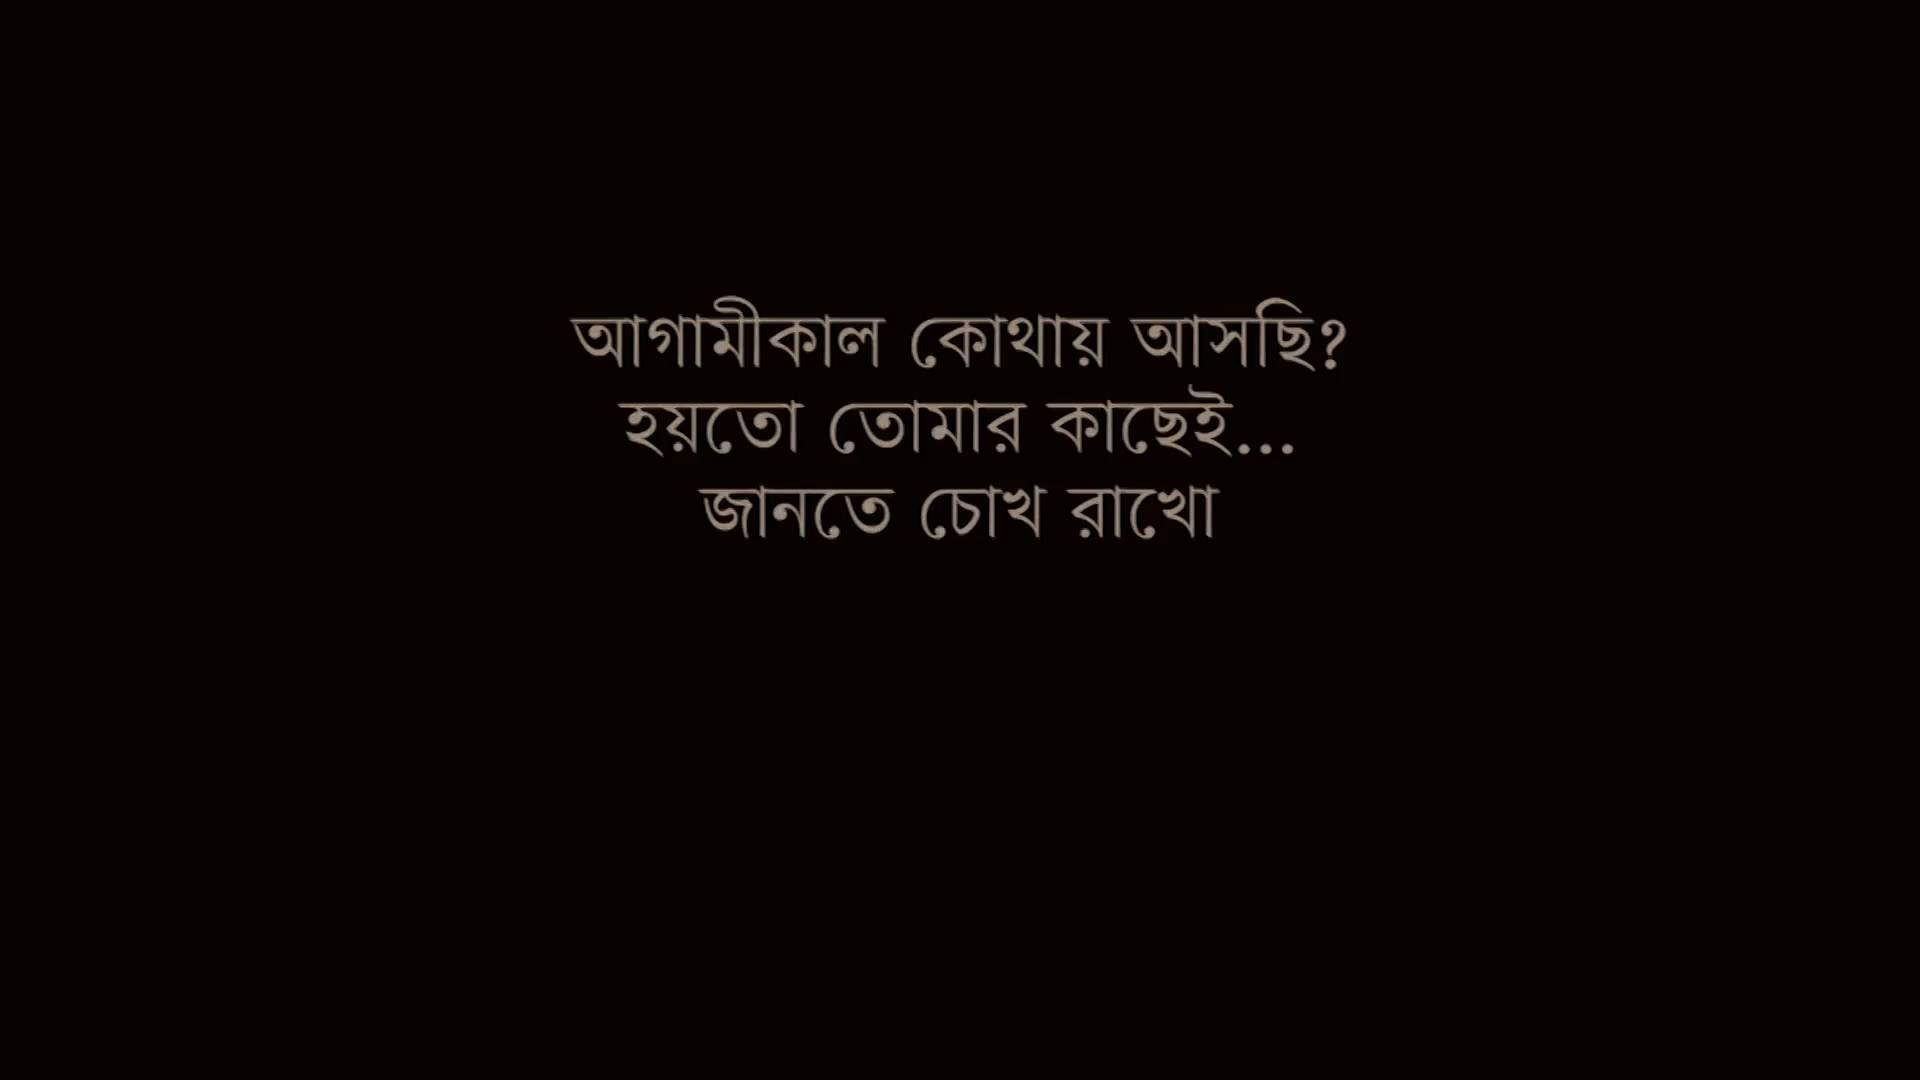 আগামীকাল কোথায় আসছি?
হয়তো তোমার কাছেই...
জানতে চোখ রাখো